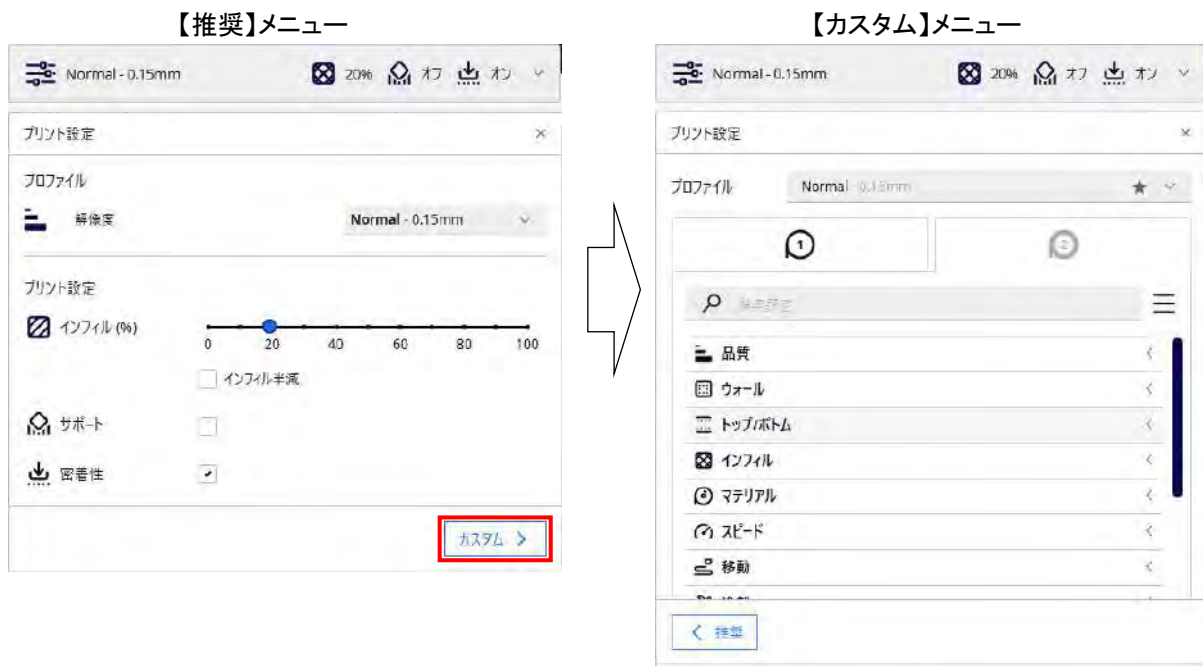 【推奨】メニュー
Normal - 0.15mm 20% オフ オン
プリント設定
プロファイル
解像度 Normal - 0.15mm
プリント設定
インフィル (%)
0 20 40 60 80 100
インフィル半減
サポート
密着性
カスタム
【カスタム】メニュー
Normal - 0.15mm 20% オフ オン
プリント設定
プロファイル Normal 0.15mm
1 2
品質
ウォール
トップ/ボトム
インフィル
マテリアル
スピード
移動
推奨